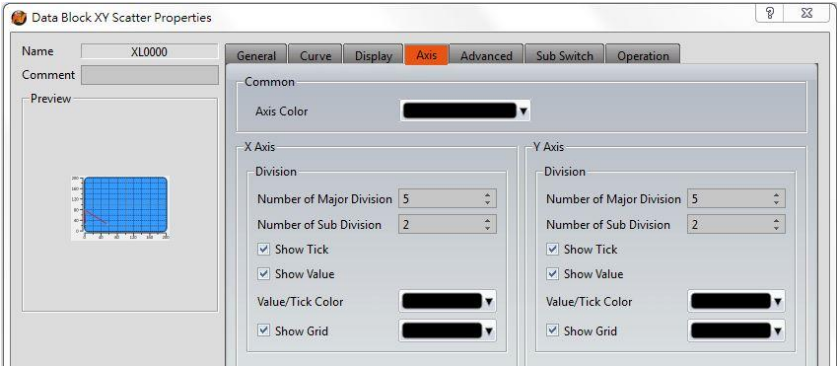 Data Block XY Scatter Properties
Name XL0000
Comment
Preview
General Curve Display Axis Advanced Sub Switch Operation
Common
Axis Color
X Axis
Division
Number of Major Division 5
Number of Sub Division 2
Show Tick
Show Value
Value/Tick Color
Show Grid
Y Axis
Division
Number of Major Division 5
Number of Sub Division 2
Show Tick
Show Value
Value/Tick Color
Show Grid